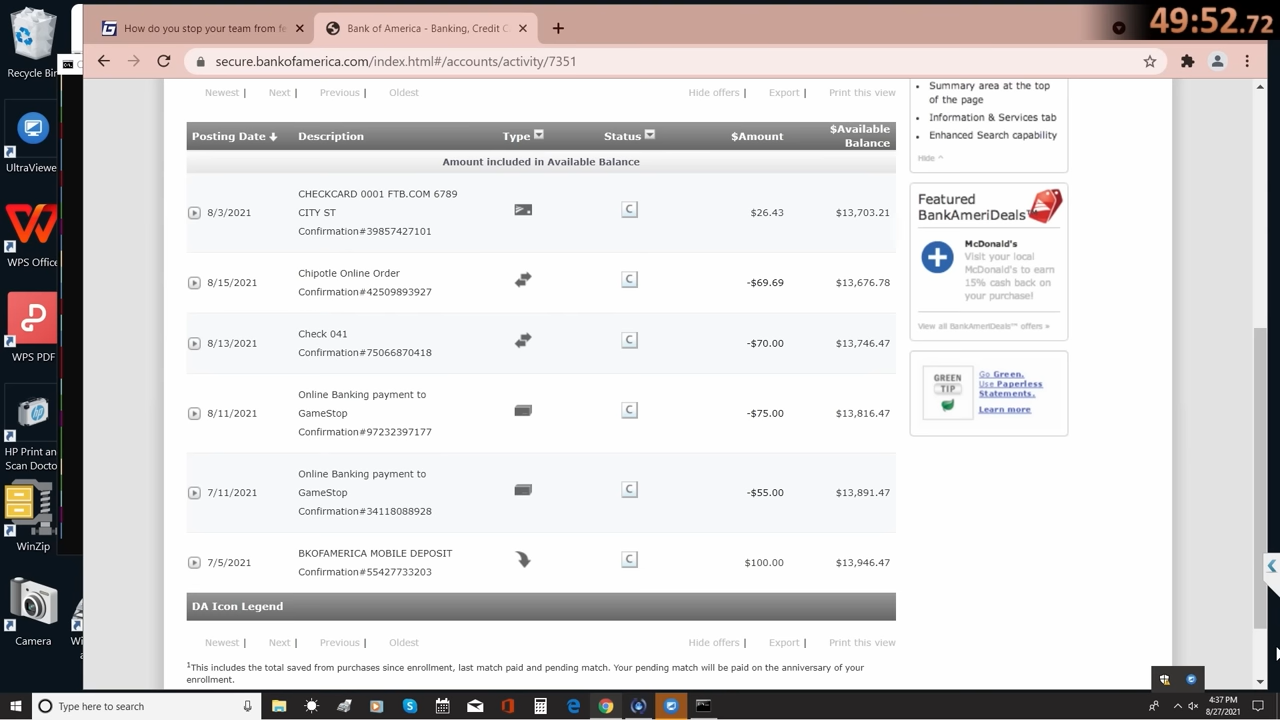 49:52.72
How do you stop your team from fe
Bank of America - Banking, Credit C
Recycle Bin
secure.bankofamerica.com/index.html#/accounts/activity/7351
Newest | Next | Previous | Oldest
Hide offers | Export | Print this view
Summary area at the top
of the page
Information & Services tab
Enhanced Search capability
Hide ^
Posting Date Description Type Status $Amount $Available
Balance
Amount included in Available Balance
CHECKCARD 0001 FTB.COM 6789
8/3/2021 CITY ST C $26.43 $13,703.21
Confirmation#39857427101
Chipotle Online Order
8/15/2021 C -$69.69 $13,676.78
Confirmation#42509893927
Check 041
8/13/2021 C -$70.00 $13,746.47
Confirmation#75066870418
Online Banking payment to
8/11/2021 GameStop C -$75.00 $13,816.47
Confirmation#97232397177
Online Banking payment to
7/11/2021 GameStop C -$55.00 $13,891.47
Confirmation#34118088928
BKOFAMERICA MOBILE DEPOSIT
7/5/2021 C $100.00 $13,946.47
Confirmation#55427733203
DA Icon Legend
Newest | Next | Previous | Oldest
Hide offers | Export | Print this view
1This includes the total saved from purchases since enrollment, last match paid and pending match. Your pending match will be paid on the anniversary of your
enrollment.
Featured
BankAmeriDeals™
McDonald's
Visit your local
McDonald's to earn
15% cash back on
your purchase!
View all BankAmeriDeals™ offers »
GREEN
TIP
Go Green.
Use Paperless
Statements.
Learn more
UltraViewer
WPS Office
WPS PDF
HP Print and
Scan Docto
WinZip
Camera
Type here to search
4:37 PM
8/27/2021